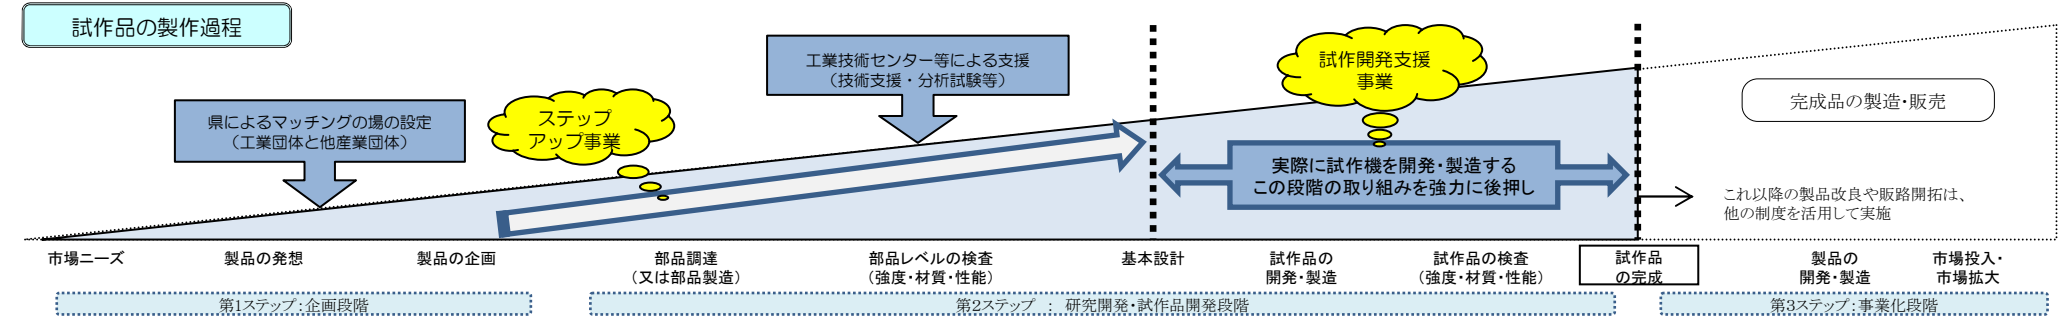 試作品の製作過程
県によるマッチングの場の設定
（工業団体と他産業団体）
ステップ
アップ事業
工業技術センター等による支援
（技術支援・分析試験等）
試作開発支援
事業
実際に試作機を開発・製造する
この段階の取り組みを強力に後押し
完成品の製造・販売
これ以降の製品改良や販路開拓は、
他の制度を活用して実施
市場ニーズ
製品の発想
製品の企画
部品調達
（又は部品製造）
部品レベルの検査
（強度・材質・性能）
基本設計
試作品の
開発・製造
試作品の検査
（強度・材質・性能）
試作品
の完成
製品の
開発・製造
市場投入・
市場拡大
第1ステップ：企画段階
第2ステップ ： 研究開発・試作品開発段階
第3ステップ：事業化段階